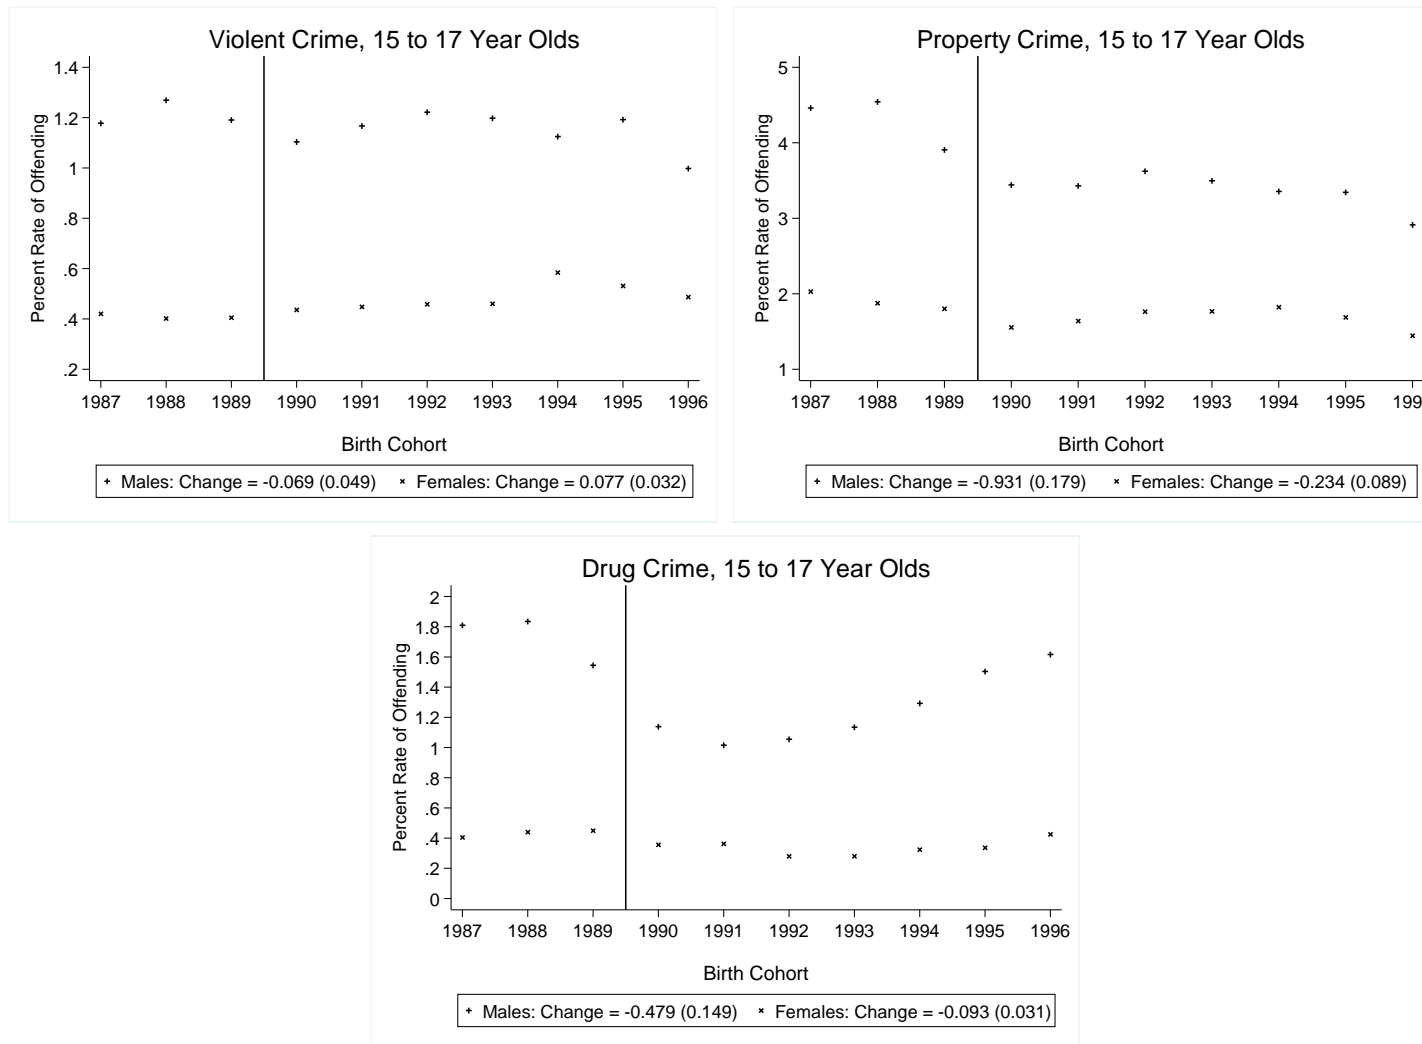 Violent Crime, 15 to 17 Year Olds
Percent Rate of Offending
1.4
1.2
1
.8
.6
.4
.2
1987 1988 1989 1990 1991 1992 1993 1994 1995 1996
Birth Cohort
Males: Change = -0.069 (0.049) Females: Change = 0.077 (0.032)
Property Crime, 15 to 17 Year Olds
Percent Rate of Offending
5
4
3
2
1
1987 1988 1989 1990 1991 1992 1993 1994 1995 199
Birth Cohort
Males: Change = -0.931 (0.179) Females: Change = -0.234 (0.089)
Drug Crime, 15 to 17 Year Olds
Percent Rate of Offending
2
1.8
1.6
1.4
1.2
1
.8
.6
.4
.2
0
1987 1988 1989 1990 1991 1992 1993 1994 1995 1996
Birth Cohort
Males: Change = -0.479 (0.149) Females: Change = -0.093 (0.031)